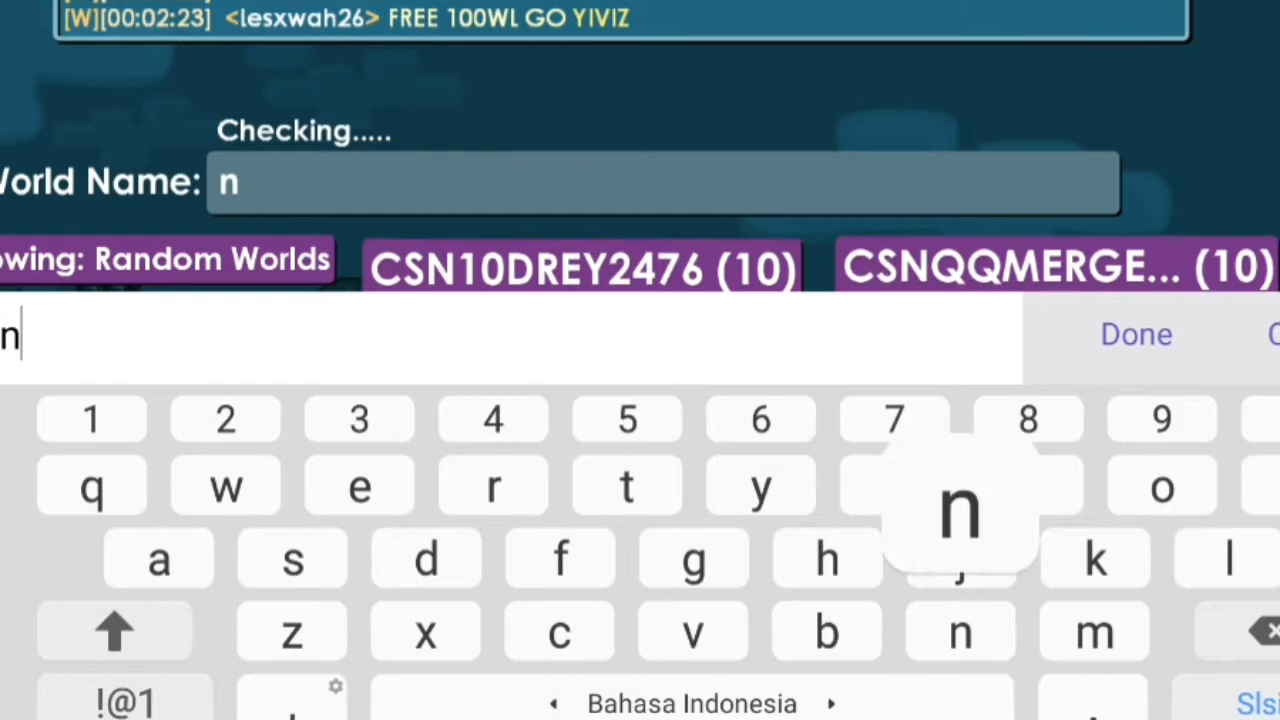 [W][00:02:23] <lesxwah26> FREE 100WL GO YIVIZ
Checking.....
World Name: n
owing: Random Worlds
CSN10DREY2476 (10)
CSNQQMERGE... (10)
n
Done
1 2 3 4 5 6 7 8 9
q w e r t y o
n
a s d f g h j k l
z x c v b n m
!@1 , Bahasa Indonesia .